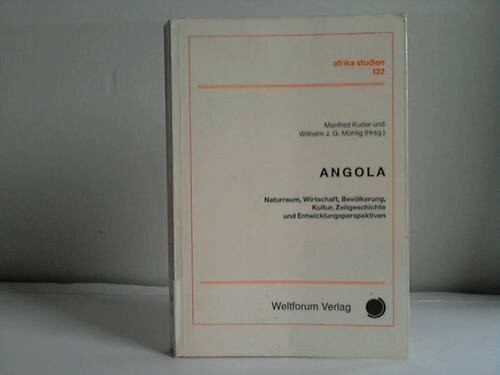 afrika studien
122
Manfred Kuder und
Wilhelm J. G. Möhlig (Hrsg.)
ANGOLA
Naturraum, Wirtschaft, Bevölkerung,
Kultur, Zeitgeschichte
und Entwicklungsperspektiven
Weltforum Verlag